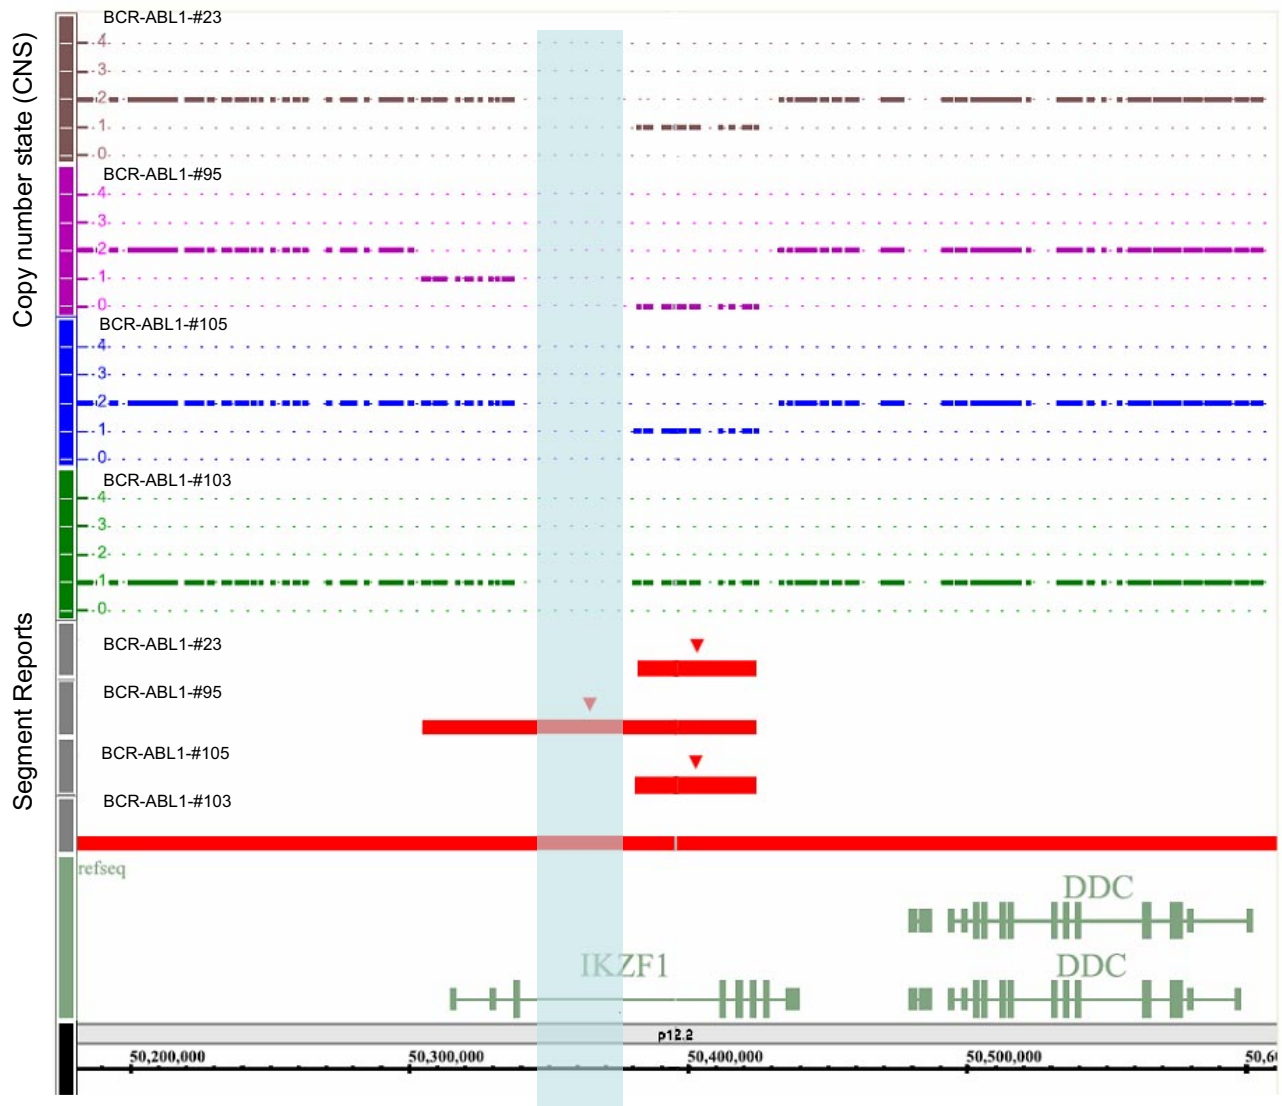 Copy number state (CNS)
BCR-ABL1-#23
4
3
2
1
0
BCR-ABL1-#95
4
3
2
1
0
BCR-ABL1-#105
4
3
2
1
0
BCR-ABL1-#103
4
3
2
1
0
Segment Reports
BCR-ABL1-#23
BCR-ABL1-#95
BCR-ABL1-#105
BCR-ABL1-#103
refseq
DDC
IKZF1 DDC
p12.2
50,200,000 50,300,000 50,400,000 50,500,000 50,6